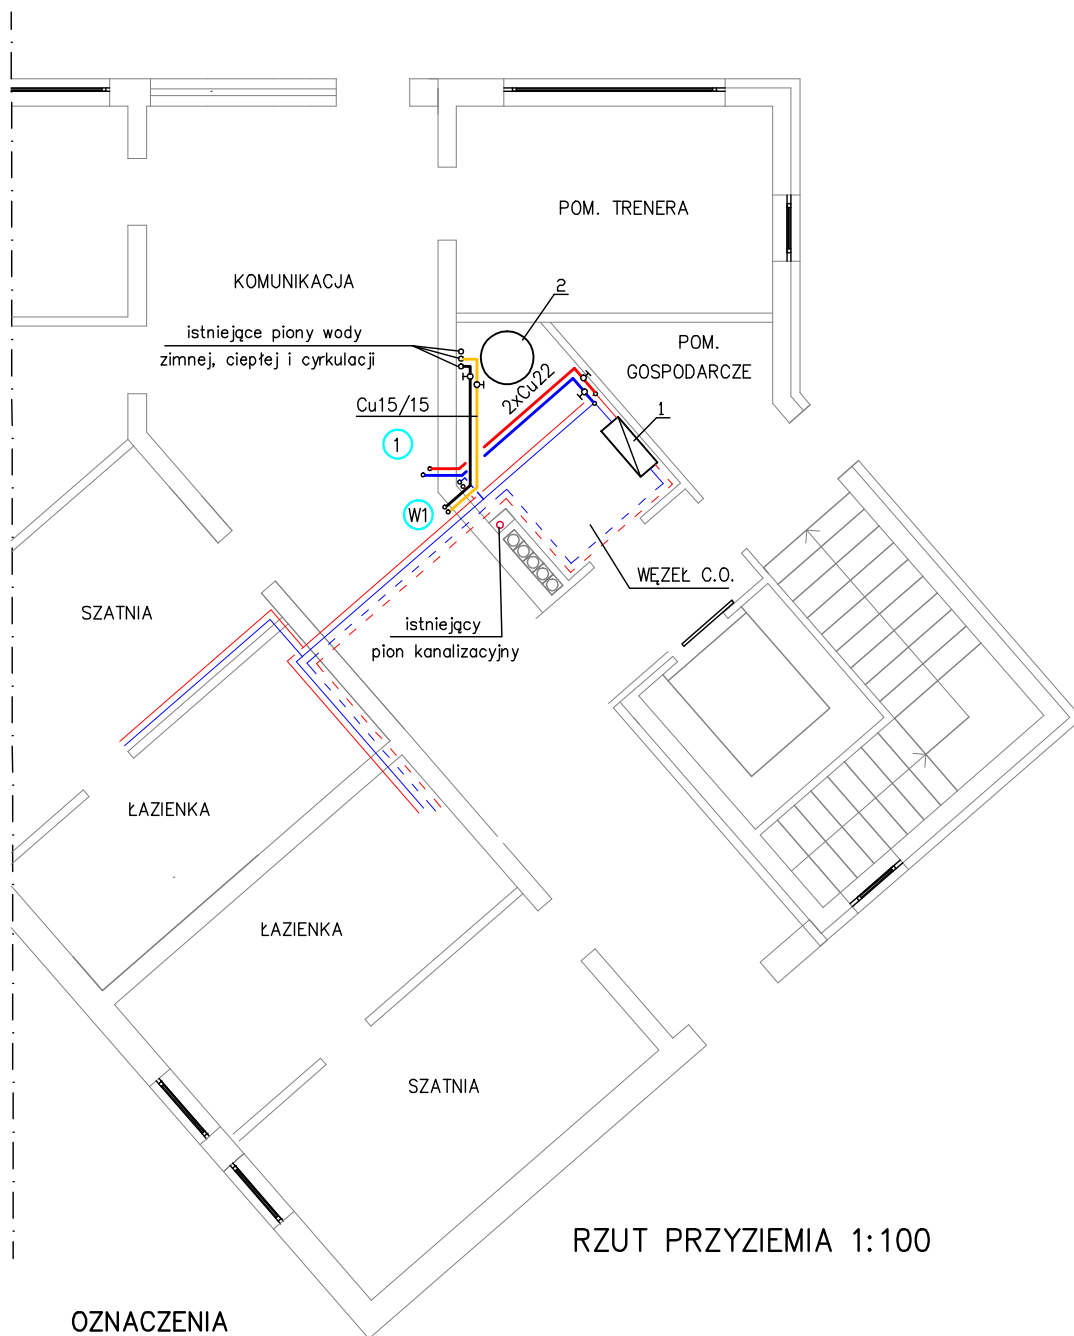 POM. TRENERA
KOMUNIKACJA
2
istniejące piony wody
zimnej, ciepłej i cyrkulacji
POM.
GOSPODARCZE
2xCu22
Cu15/15
1
1
W1
WĘZEŁ C.O.
SZATNIA
istniejący
pion kanalizacyjny
ŁAZIENKA
ŁAZIENKA
SZATNIA
RZUT PRZYZIEMIA 1:100
OZNACZENIA